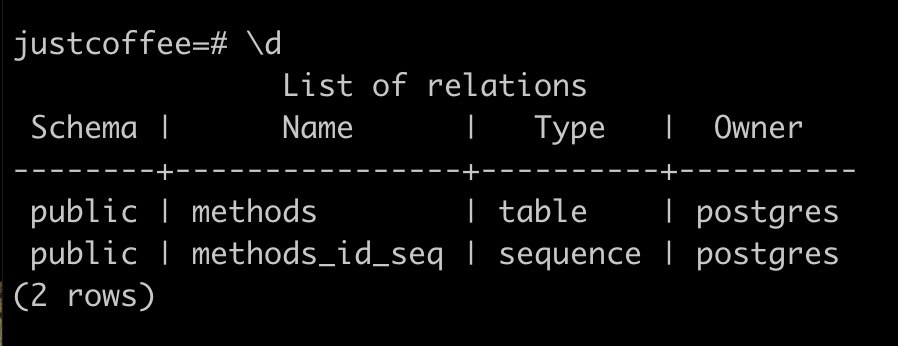 justcoffee=# \d
               List of relations
 Schema |      Name      |   Type   |  Owner
--------+----------------+----------+----------
 public | methods        | table    | postgres
 public | methods_id_seq | sequence | postgres
(2 rows)